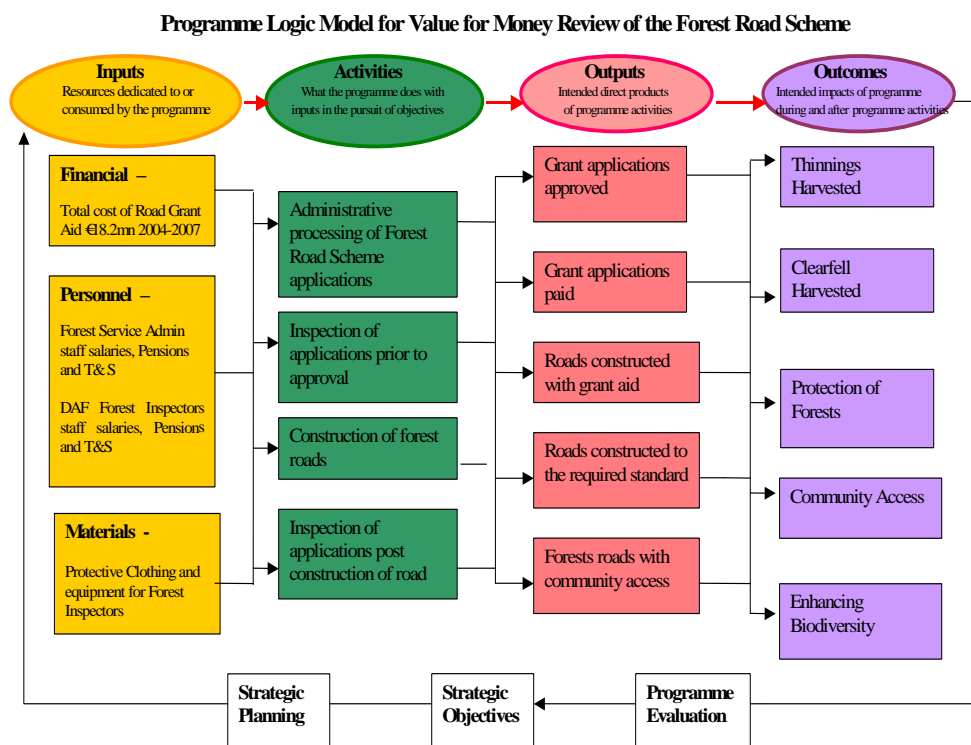 Programme Logic Model for Value for Money Review of the Forest Road Scheme
Inputs
Resources dedicated to or
consumed by the programme
Activities
What the programme does with
inputs in the pursuit of objectives
Outputs
Intended direct products
of programme activities
Outcomes
Intended impacts of programme
during and after programme activities
Financial –
Total cost of Road Grant
Aid €18.2mn 2004-2007
Personnel –
Forest Service Admin
staff salaries, Pensions
and T& S
DAF Forest Inspectors
staff salaries, Pensions
and T&S
Materials -
Protective Clothing and
equipment for Forest
Inspectors
Administrative
processing of Forest
Road Scheme
applications
Inspection of
applications prior to
approval
Construction of forest
roads
Inspection of
applications post
construction of road
Grant applications
approved
Grant applications
paid
Roads constructed
with grant aid
Roads constructed to
the required standard
Forests roads with
community access
Thinnings
Harvested
Clearfell
Harvested
Protection of
Forests
Community Access
Enhancing
Biodiversity
Strategic
Planning
Strategic
Objectives
Programme
Evaluation